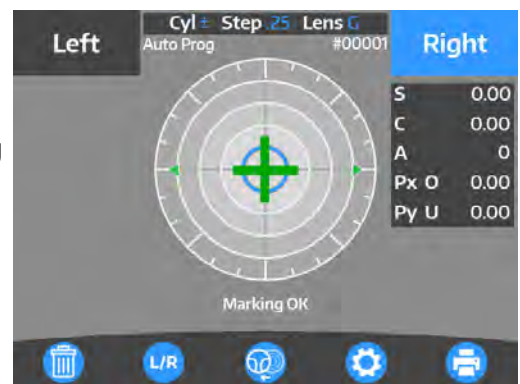 Left
Cyl ± Step .25 Lens G
Auto Prog #00001
Right
S 0.00
C 0.00
A 0
Px O 0.00
Py U 0.00
Marking OK
L/R